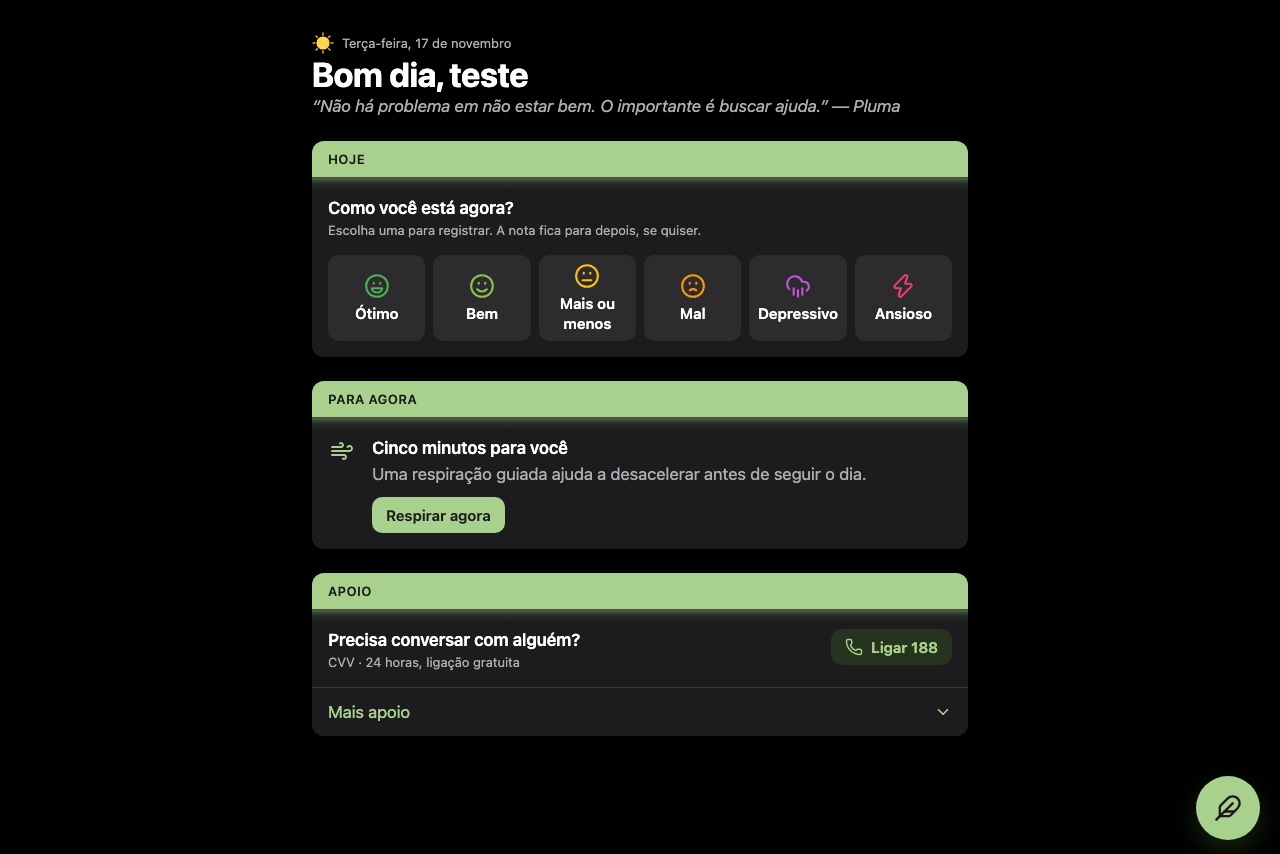 Terça-feira, 17 de novembro
Bom dia, teste
“Não há problema em não estar bem. O importante é buscar ajuda.” — Pluma
HOJE
Como você está agora?
Escolha uma para registrar. A nota fica para depois, se quiser.
Ótimo
Bem
Mais ou
menos
Mal
Depressivo
Ansioso
PARA AGORA
Cinco minutos para você
Uma respiração guiada ajuda a desacelerar antes de seguir o dia.
Respirar agora
APOIO
Precisa conversar com alguém?
CVV · 24 horas, ligação gratuita
Ligar 188
Mais apoio